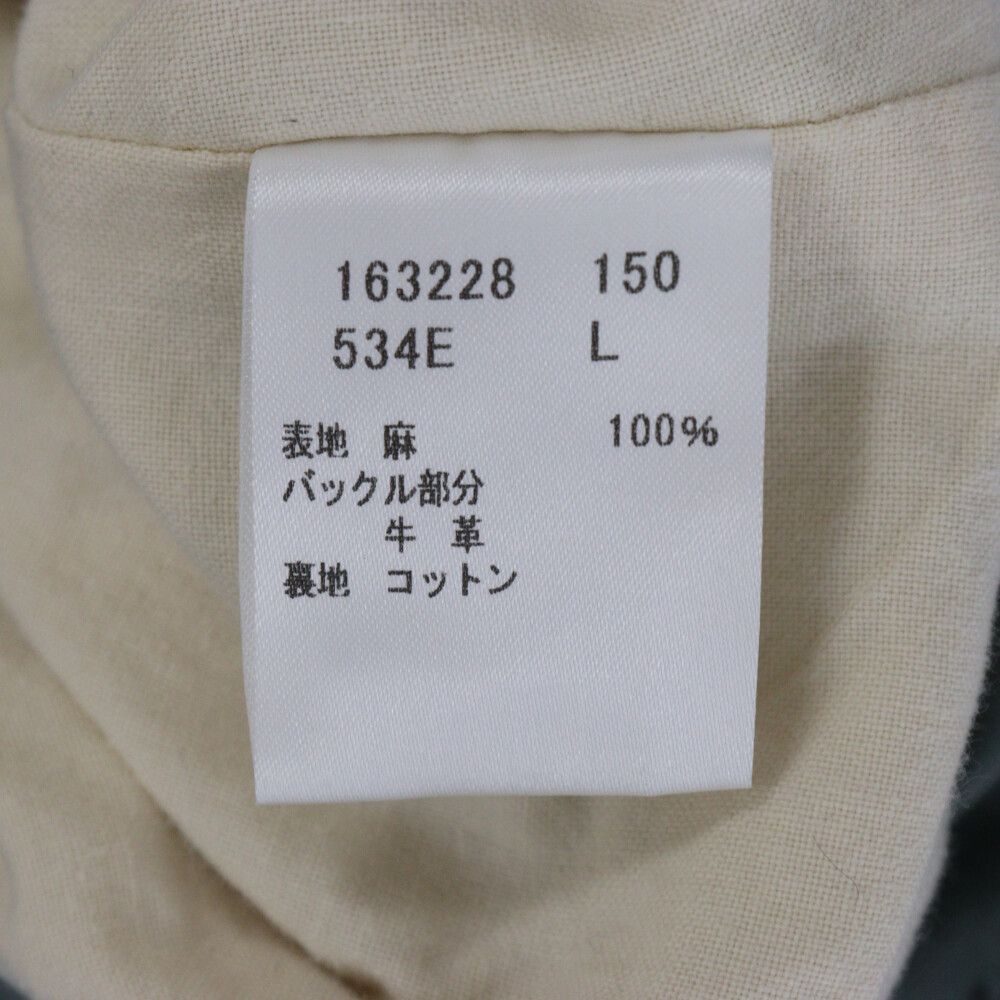 163228 150
534E L
表地 麻 100%
バックル部分
牛 革
裏地 コットン